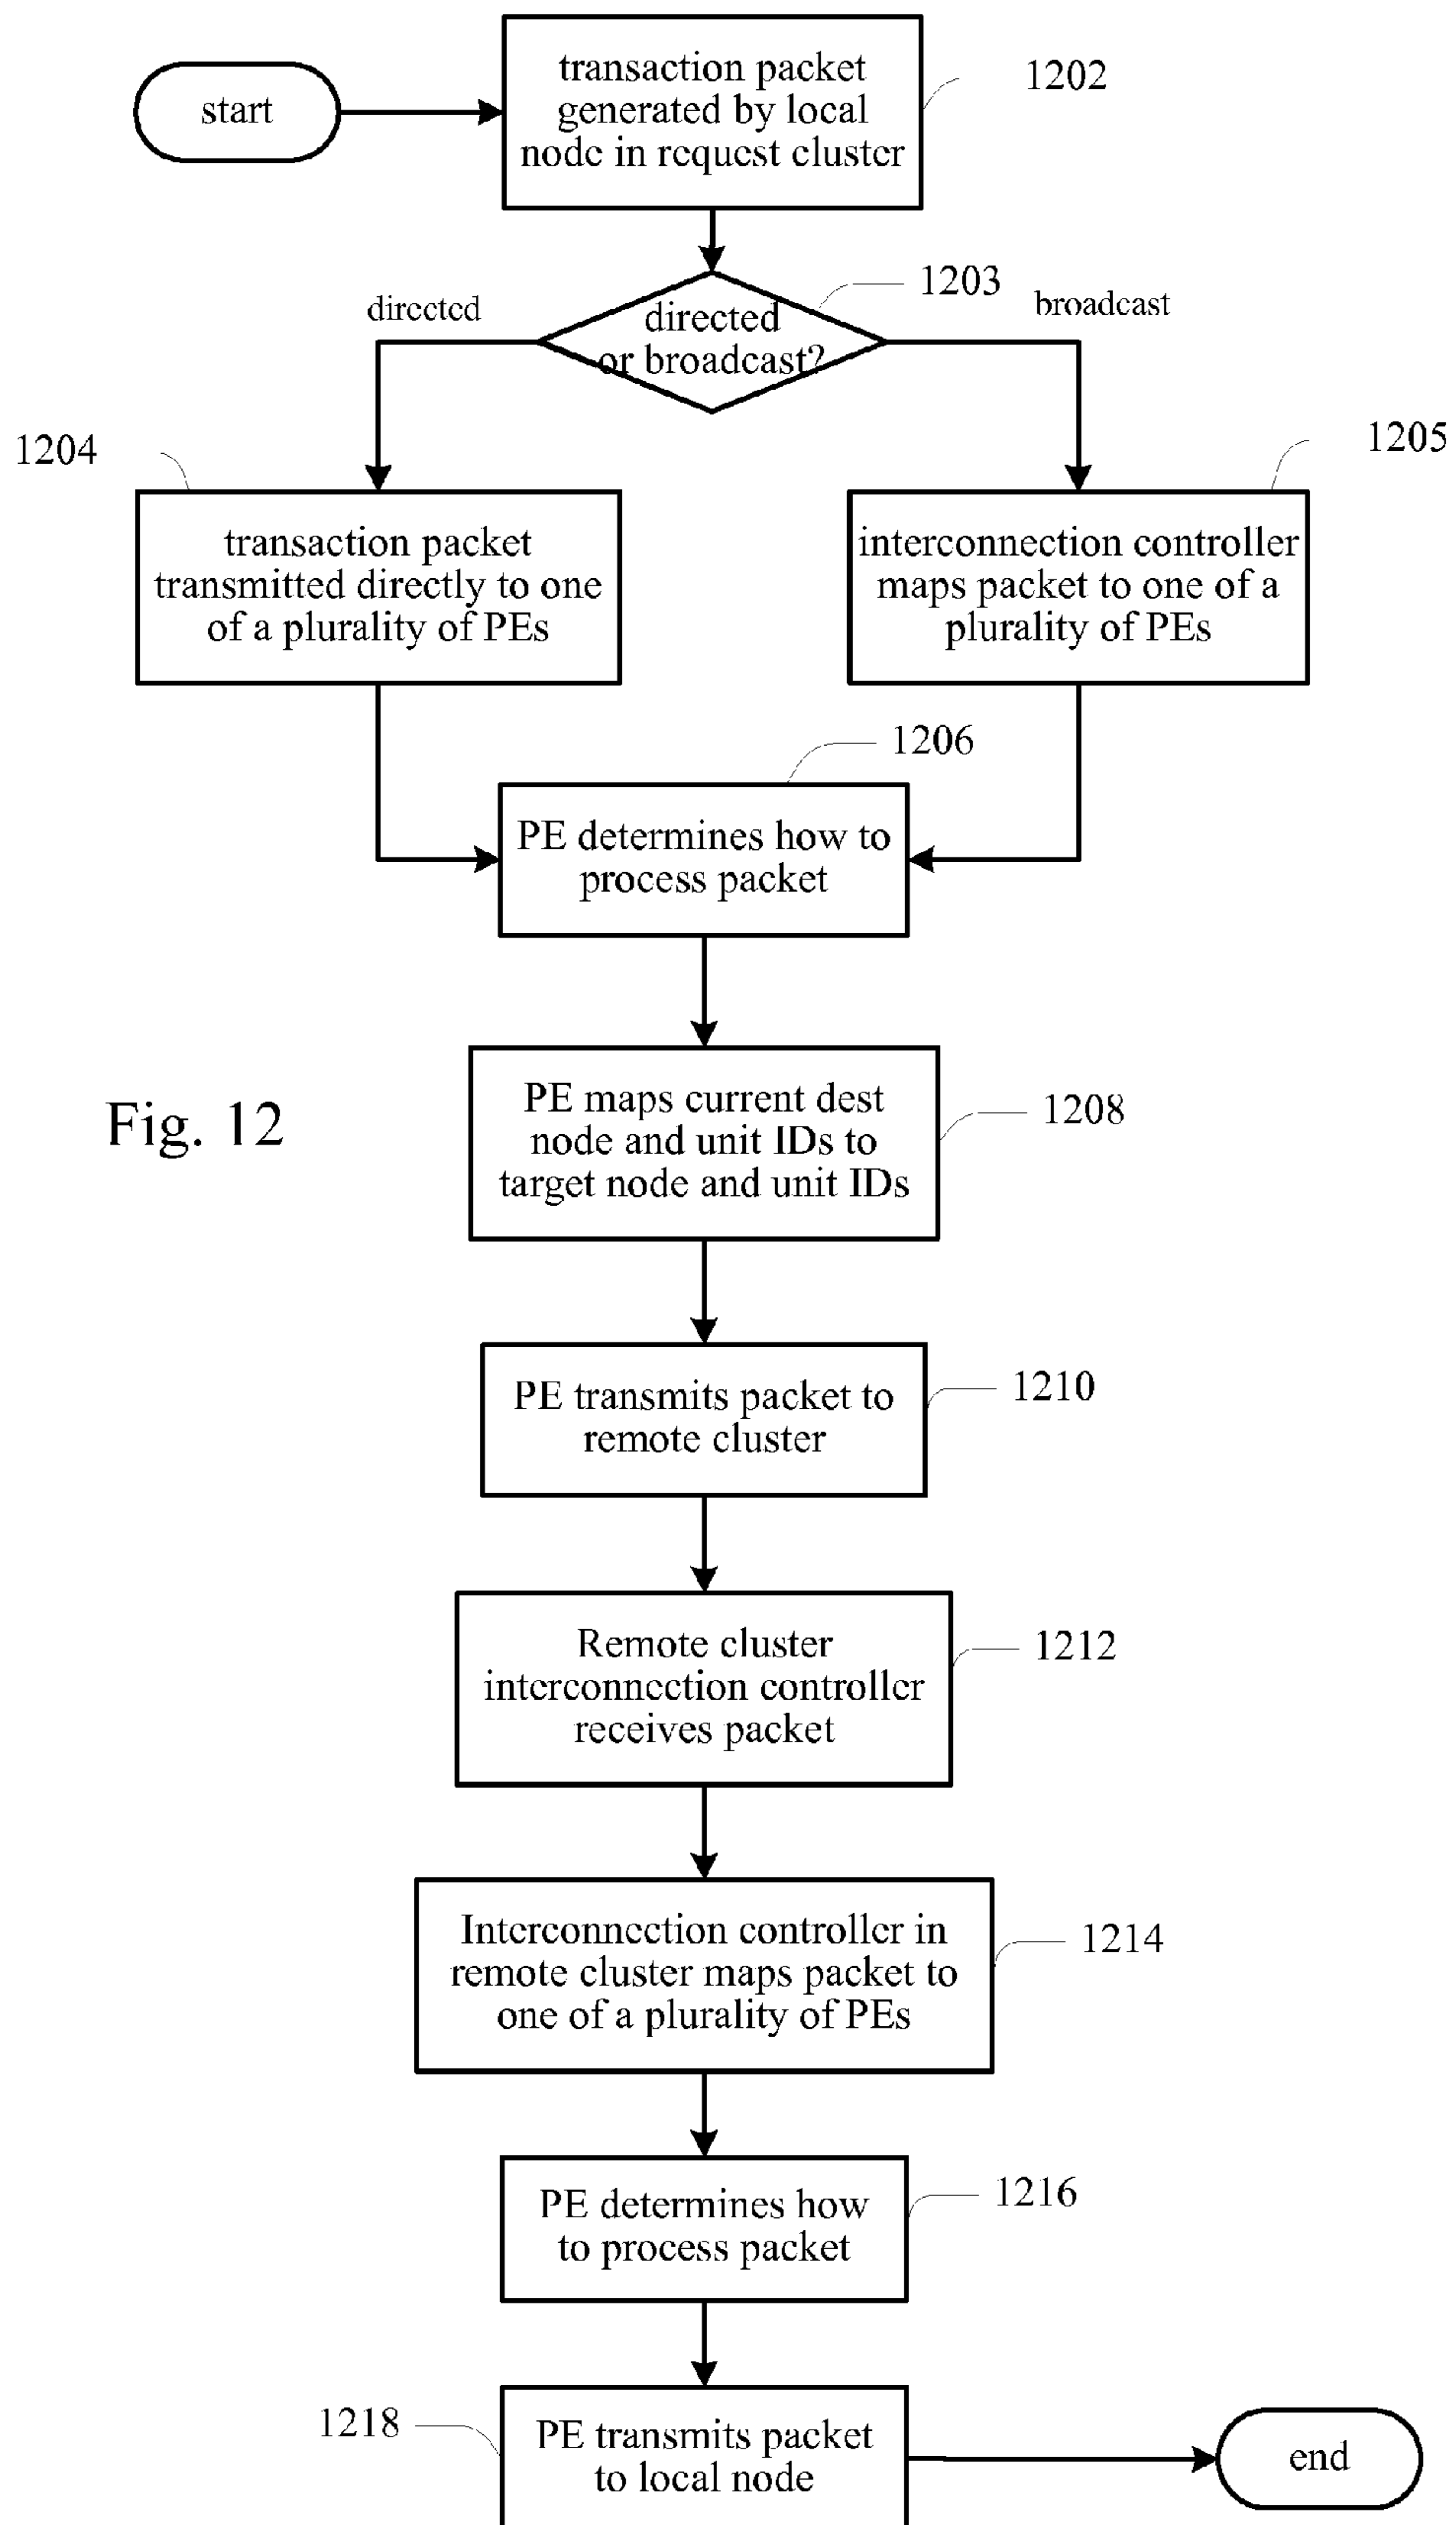 start
transaction packet
generated by local
node in request cluster
1202
directed
or broadcast?
1203
directed
broadcast
1204
transaction packet
transmitted directly to one
of a plurality of PEs
1205
interconnection controller
maps packet to one of a
plurality of PEs
1206
PE determines how to
process packet
Fig. 12
PE maps current dest
node and unit IDs to
target node and unit IDs
1208
PE transmits packet to
remote cluster
1210
Remote cluster
interconnection controller
receives packet
1212
Interconnection controller in
remote cluster maps packet to
one of a plurality of PEs
1214
PE determines how
to process packet
1216
1218
PE transmits packet
to local node
end